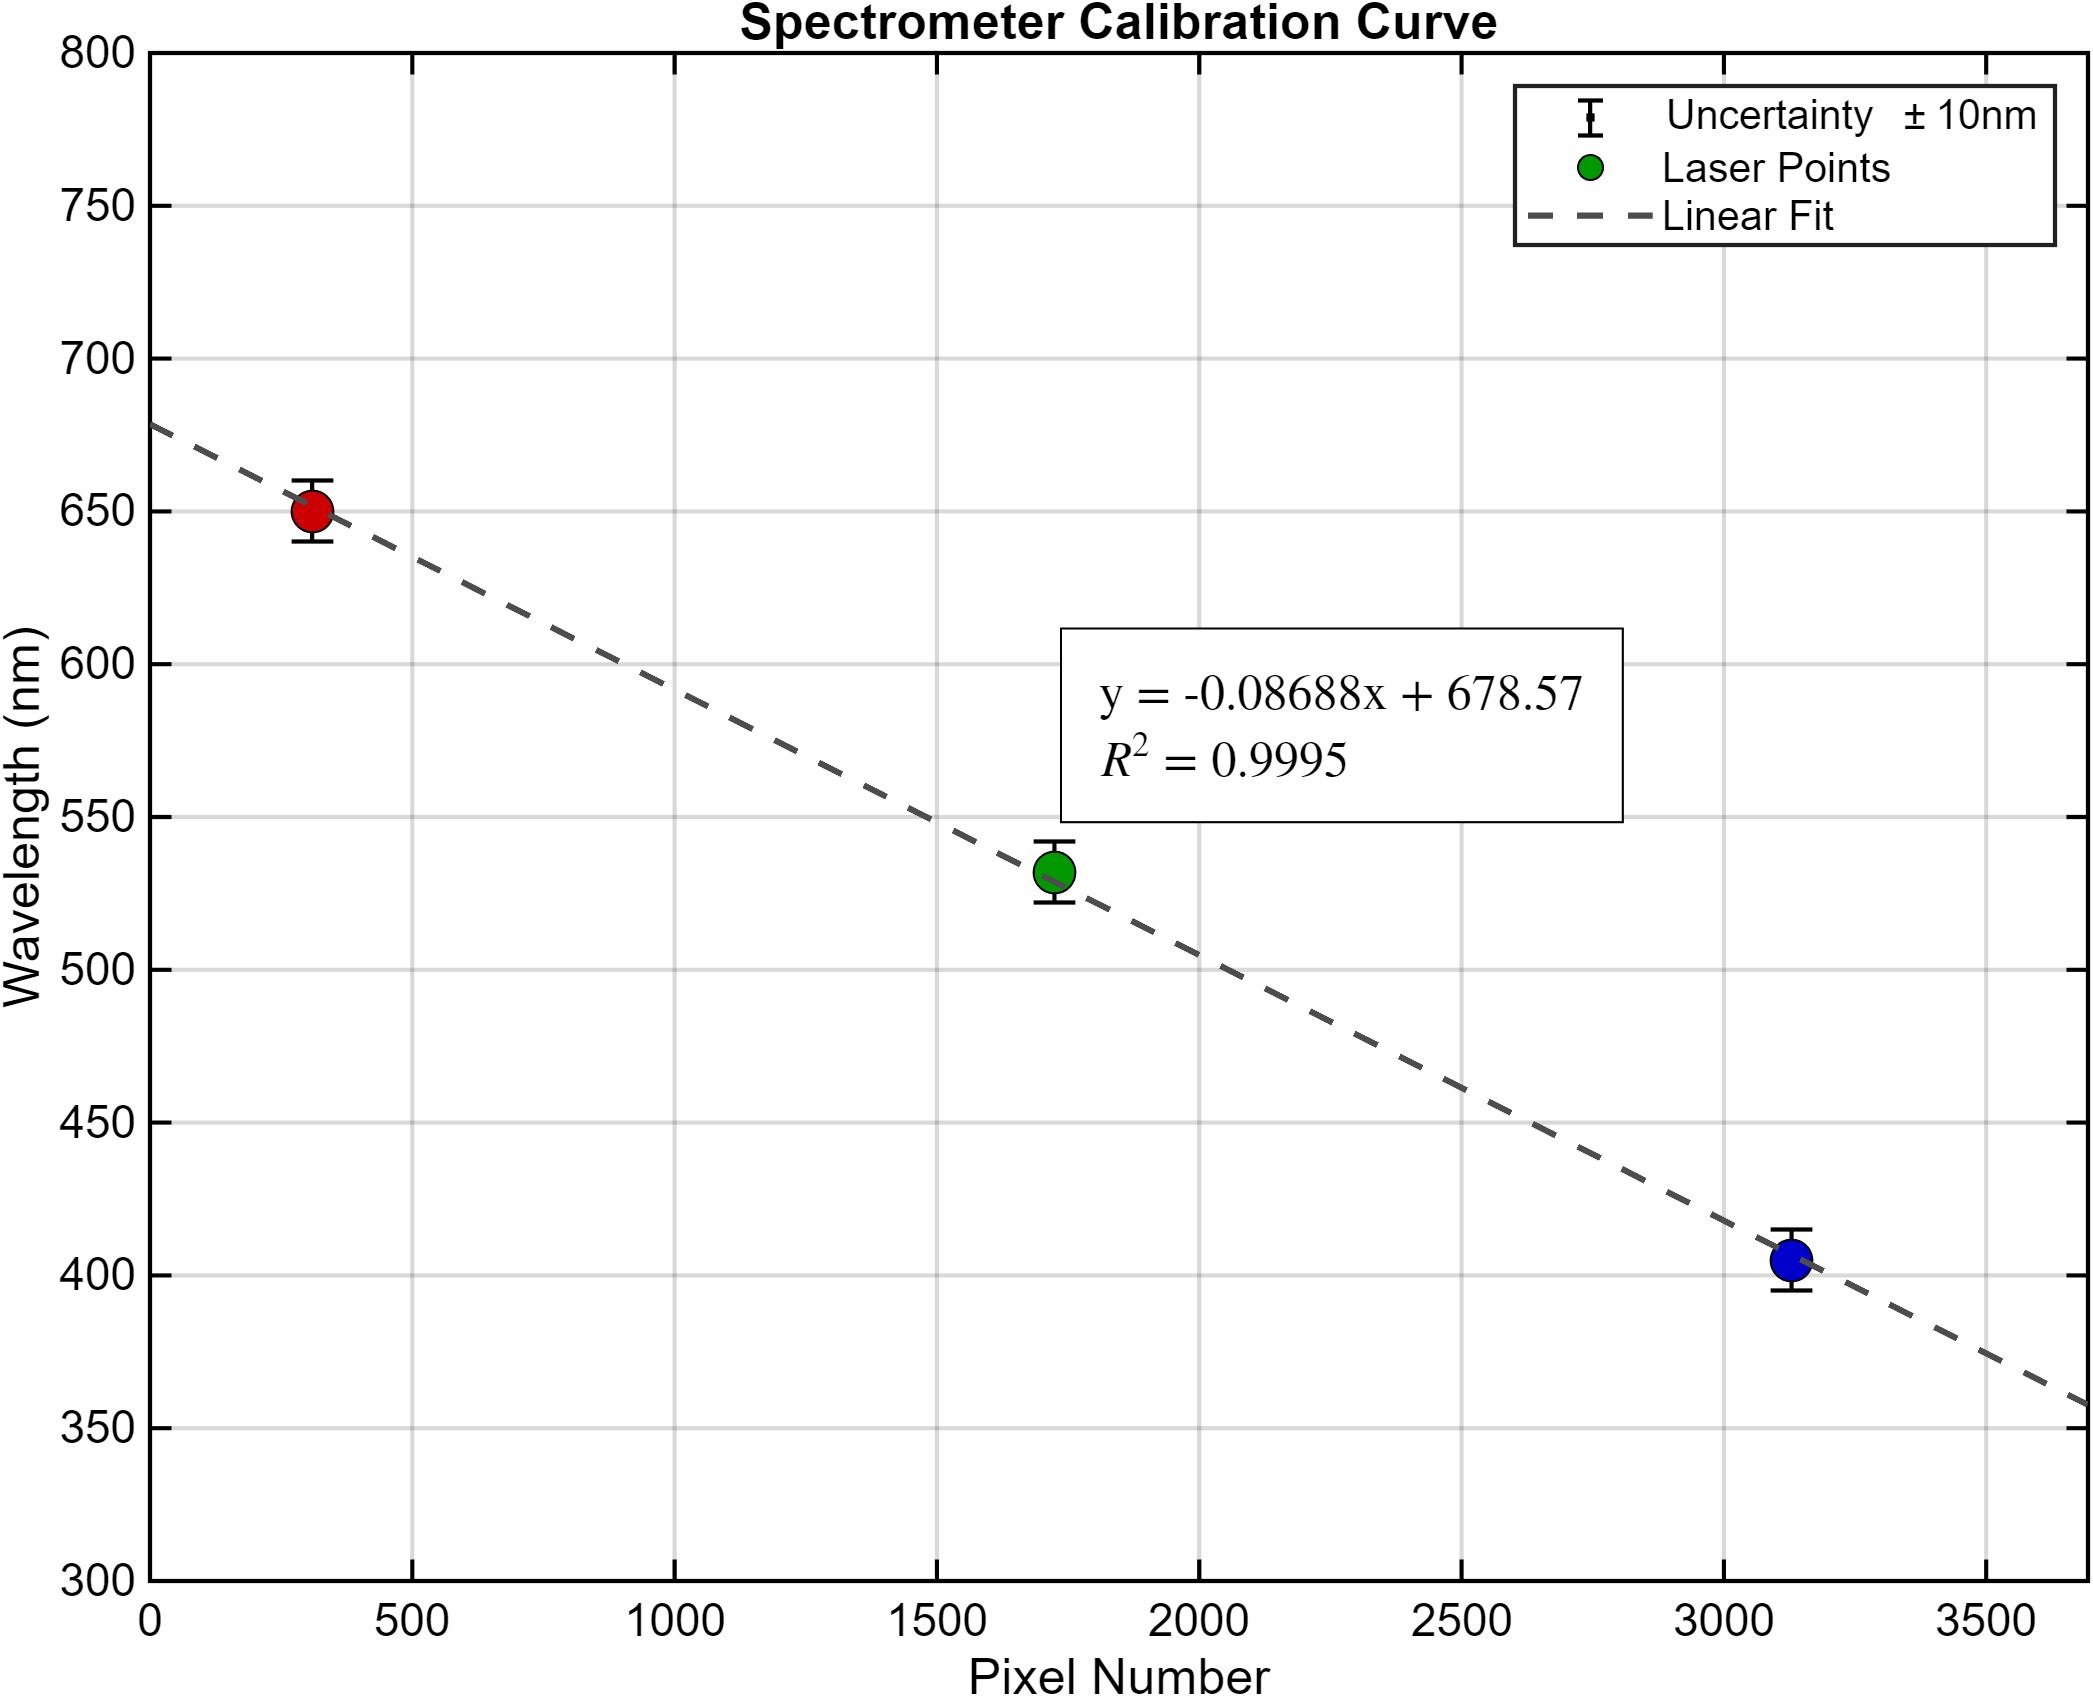 Spectrometer Calibration Curve
800
750
700
650
600
550
500
450
400
350
300
Wavelength (nm)
Uncertainty ± 10nm
Laser Points
Linear Fit
y = -0.08688x + 678.57
R² = 0.9995
0 500 1000 1500 2000 2500 3000 3500
Pixel Number